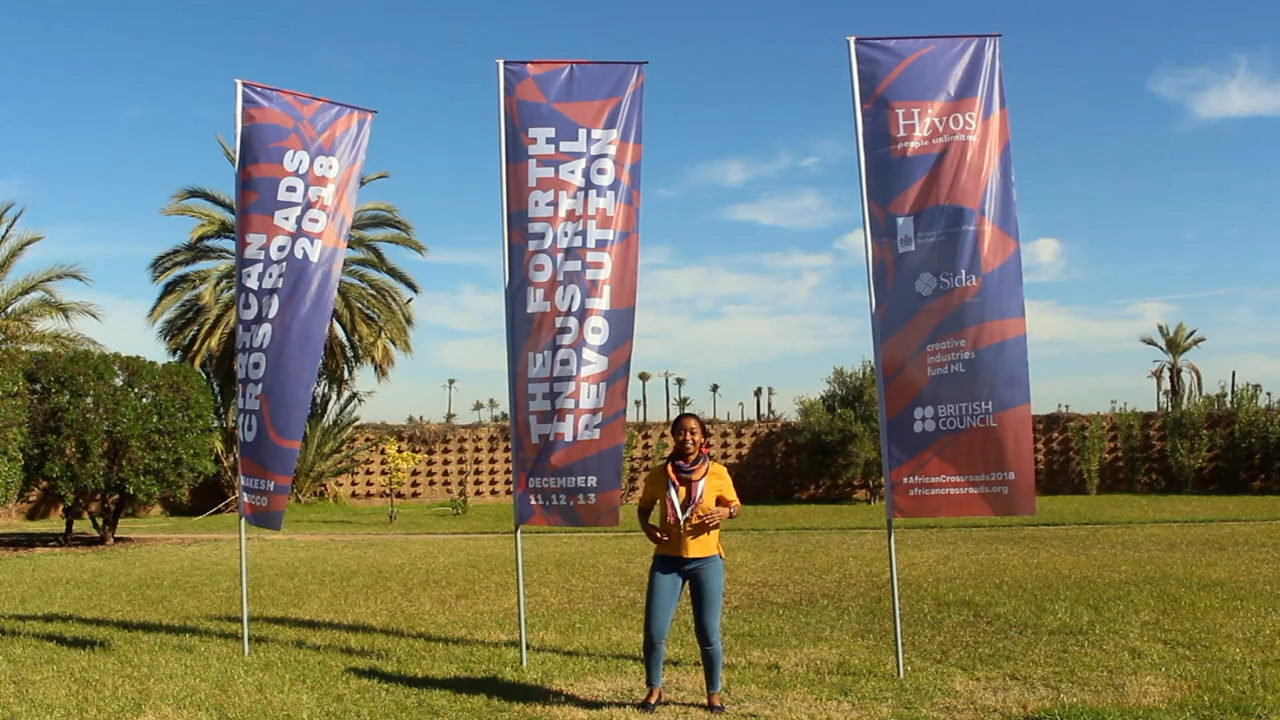 AFRICAN
CROSSROADS
2018
MARRAKESH
MOROCCO
THE FOURTH
INDUSTRIAL
REVOLUTION
DECEMBER
11,12,13
Hivos
people unlimited
Sida
creative
industries
fund NL
BRITISH
COUNCIL
#AfricanCrossroads2018
africancrossroads.org